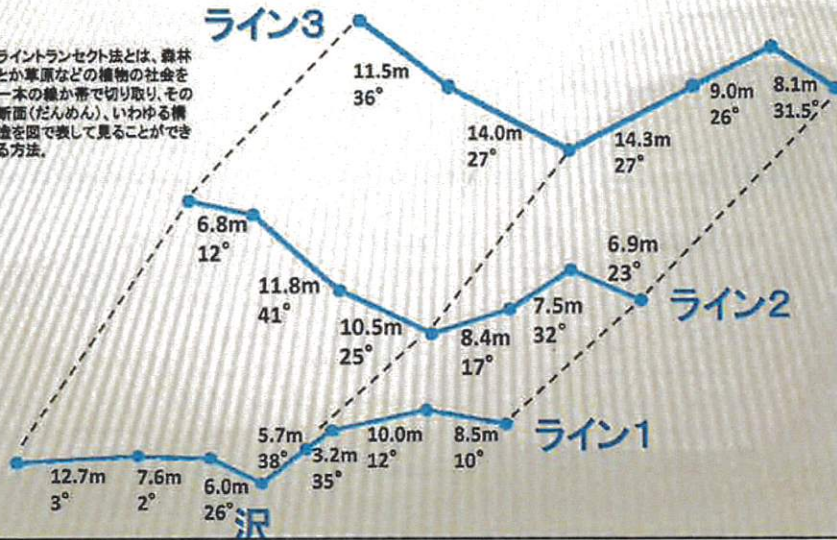 ライン3
ライントランセクト法とは、森林
とか草原などの植物の社会を
一本の線か帯で切り取り、その
断面(だんめん)、いわゆる構
造を図で表して見ることができ
る方法。
11.5m
36°
14.0m
27°
14.3m
27°
9.0m
26°
8.1m
31.5°
6.8m
12°
11.8m
41°
10.5m
25°
8.4m
17°
7.5m
32°
6.9m
23°
ライン2
12.7m
3°
7.6m
2°
6.0m
26°
沢
5.7m
38°
3.2m
35°
10.0m
12°
8.5m
10°
ライン1